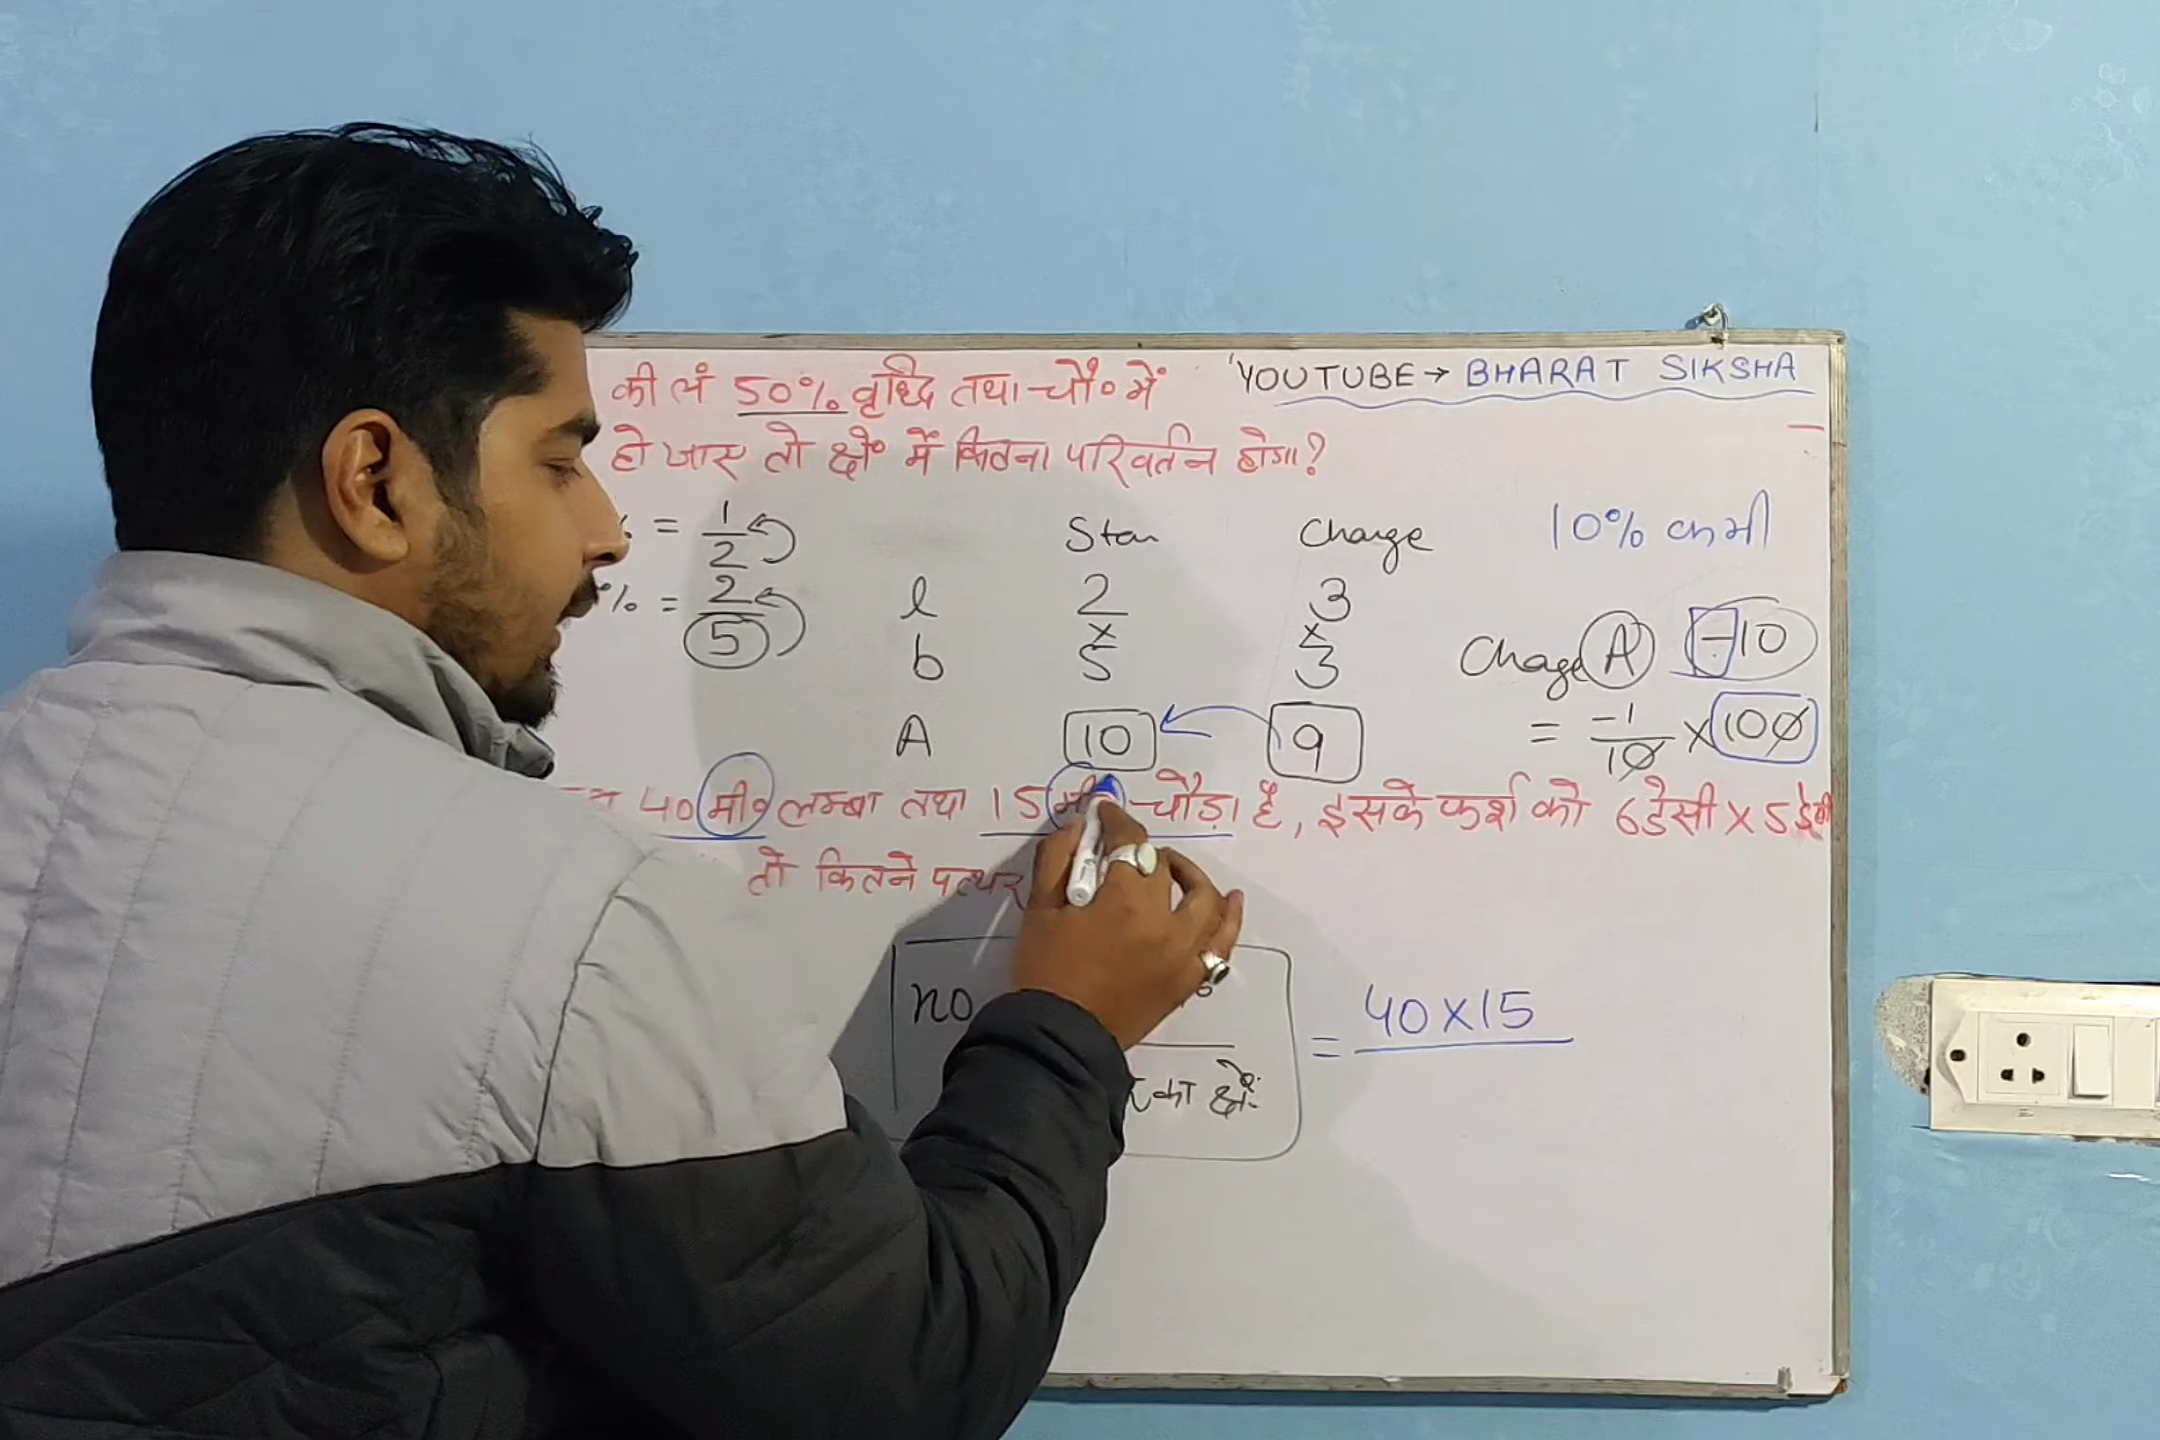 की लं 50% वृध्दि तथा चौ० में
YOUTUBE → BHARAT SIKSHA
हो जाए तो क्षे० में कितना परिवर्तन होगा?
% = 1/2
% = 2/5
Stan Change
l 2 3
x x
b 5 3
A 10 9
10% कमी
Change A -10
= -1/10 x 100
40 मी० लम्बा तथा 15 मी चौड़ा है, इसके फर्श को 6 डेसी x 5 डेसी
तो कितने पत्थर
no
का क्षे०
= 40 x 15